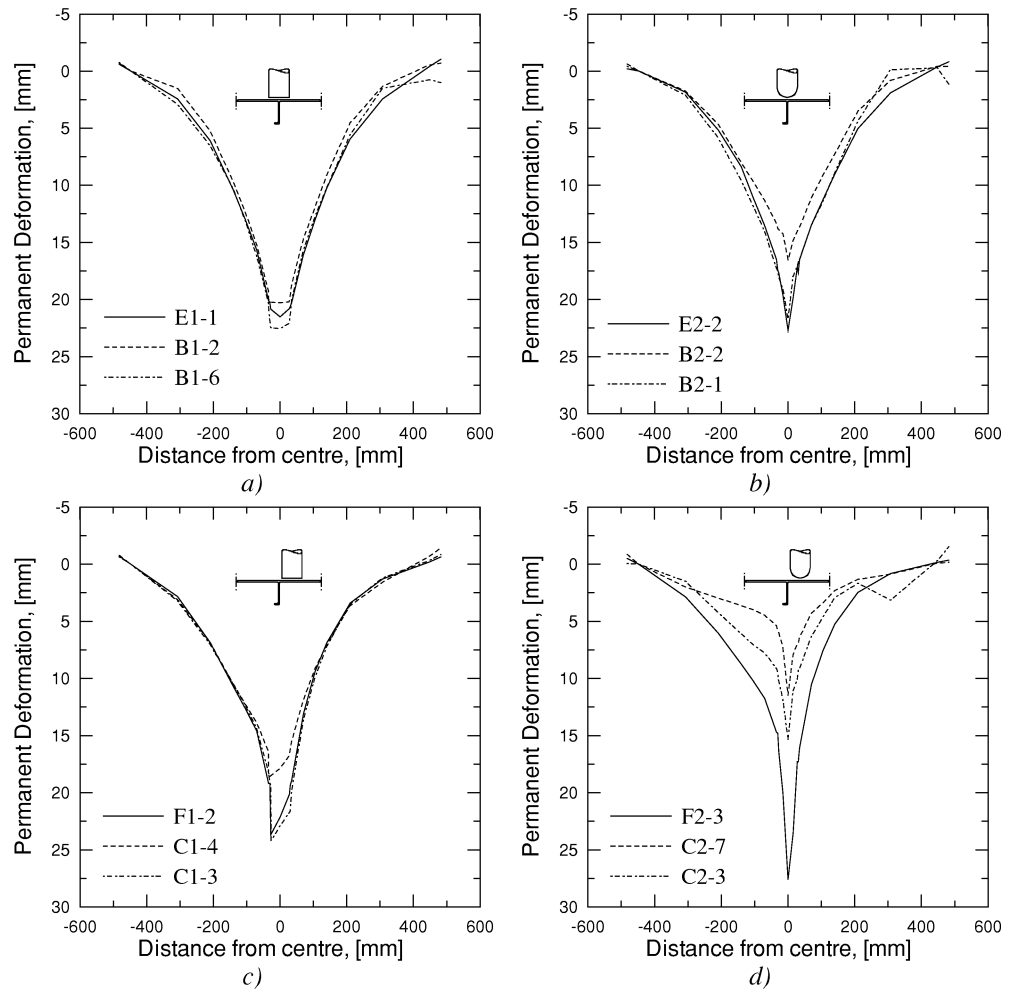 -5
0
5
10
15
20
25
30
Permanent Deformation, [mm]
E1-1
B1-2
B1-6
-600 -400 -200 0 200 400 600
Distance from centre, [mm]
a)
-5
0
5
10
15
20
25
30
Permanent Deformation, [mm]
E2-2
B2-2
B2-1
-600 -400 -200 0 200 400 600
Distance from centre, [mm]
b)
-5
0
5
10
15
20
25
30
Permanent Deformation, [mm]
F1-2
C1-4
C1-3
-600 -400 -200 0 200 400 600
Distance from centre, [mm]
c)
-5
0
5
10
15
20
25
30
Permanent Deformation, [mm]
F2-3
C2-7
C2-3
-600 -400 -200 0 200 400 600
Distance from centre, [mm]
d)